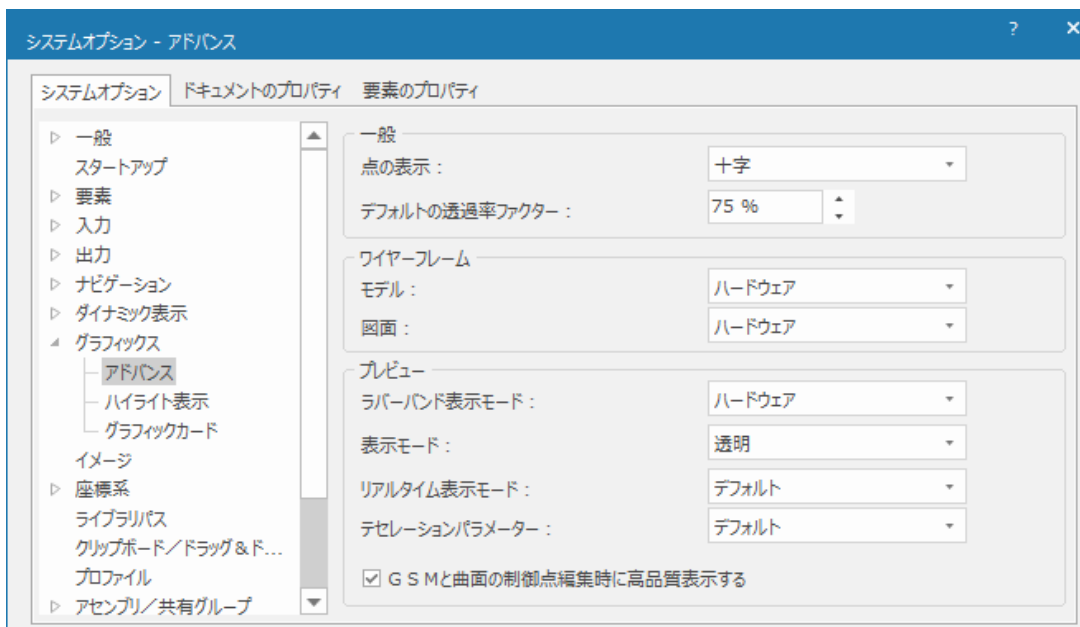 システムオプション - アドバンス
?
×
システムオプション ドキュメントのプロパティ 要素のプロパティ
一般
スタートアップ
要素
入力
出力
ナビゲーション
ダイナミック表示
グラフィックス
アドバンス
ハイライト表示
グラフィックカード
イメージ
座標系
ライブラリパス
クリップボード/ドラッグ&ド...
プロファイル
アセンブリ/共有グループ
一般
点の表示: 十字
デフォルトの透過率ファクター: 75 %
ワイヤーフレーム
モデル: ハードウェア
図面: ハードウェア
プレビュー
ラバーバンド表示モード: ハードウェア
表示モード: 透明
リアルタイム表示モード: デフォルト
テセレーションパラメーター: デフォルト
GSMと曲面の制御点編集時に高品質表示する